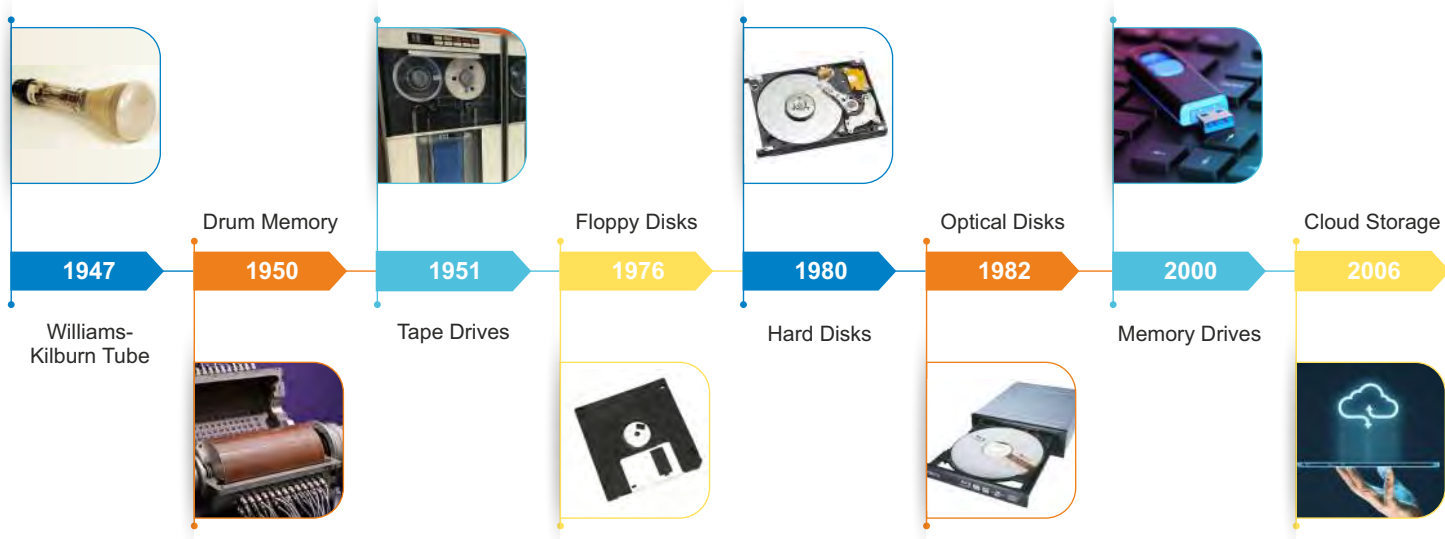 Drum Memory
Floppy Disks
Optical Disks
Cloud Storage
1947
1950
1951
1976
1980
1982
2000
2006
Williams-
Kilburn Tube
Tape Drives
Hard Disks
Memory Drives